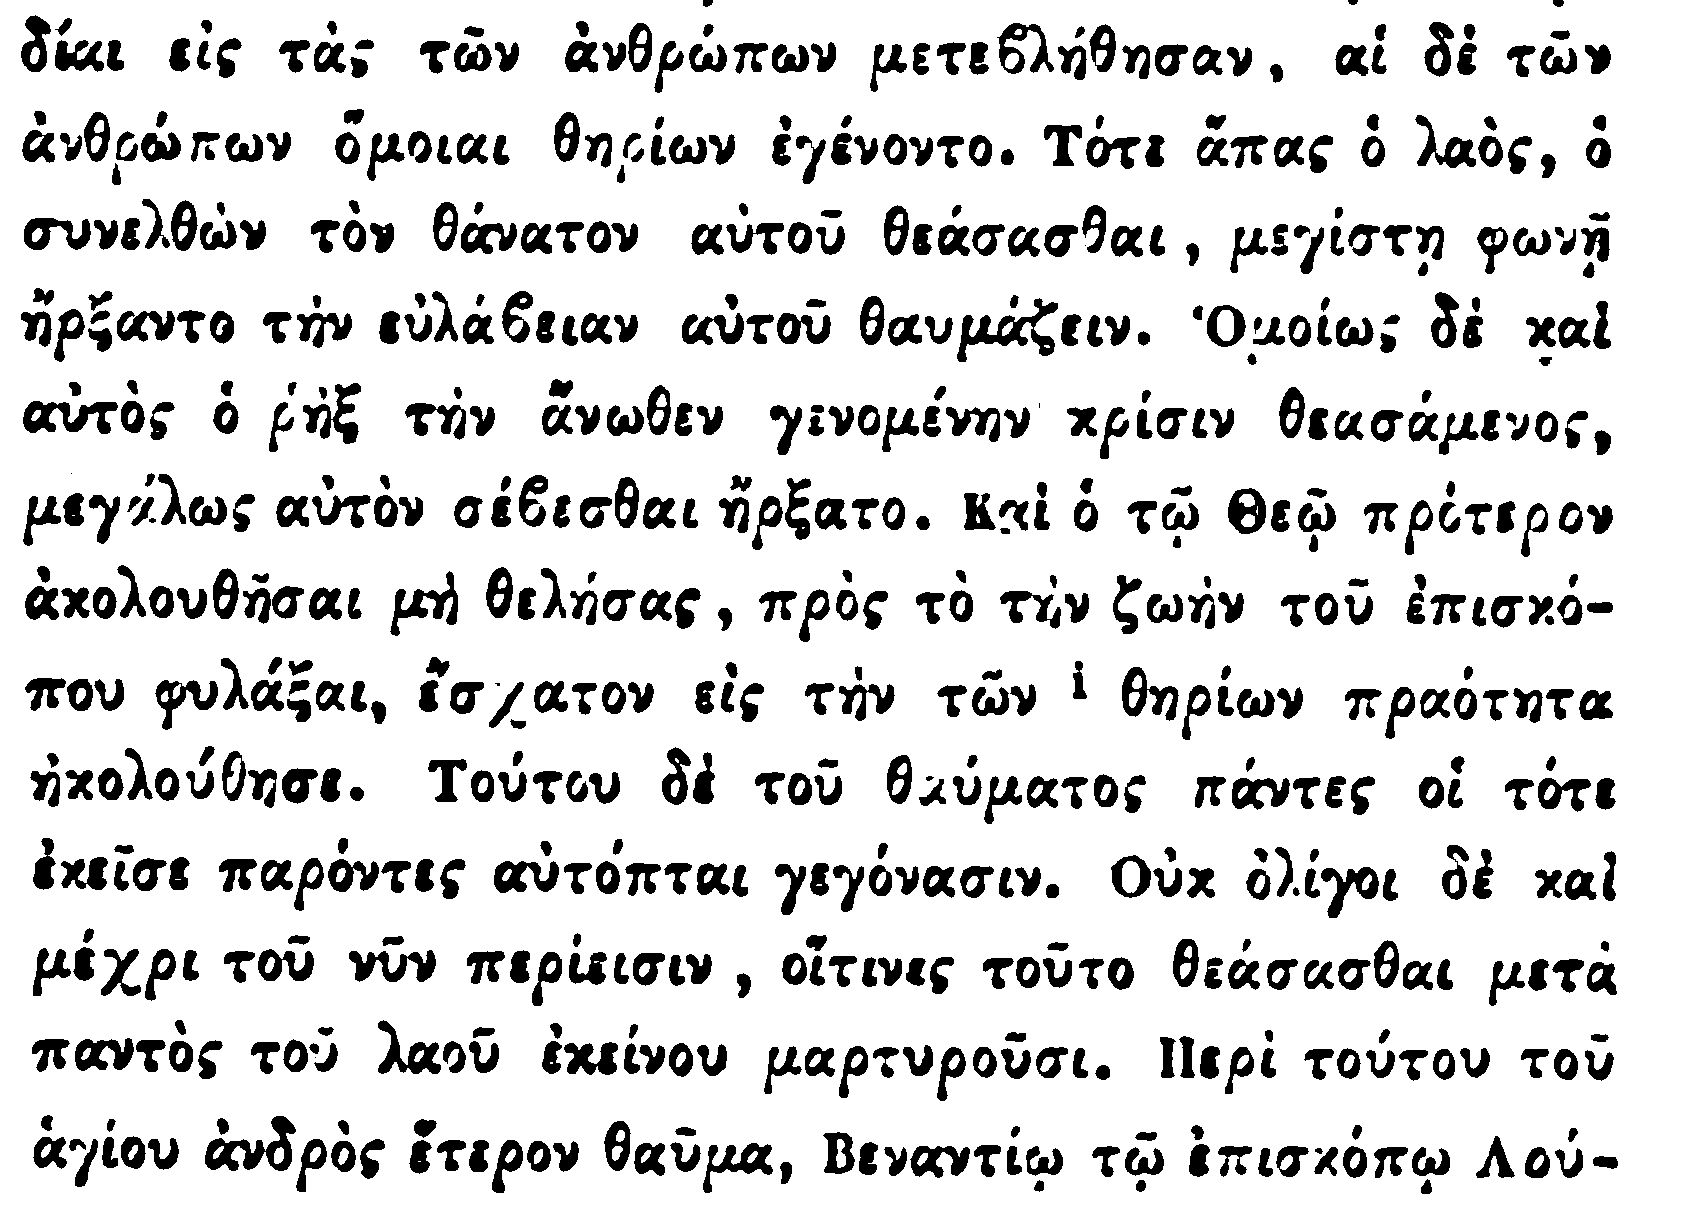 δίαι εἰς τὰς τῶν ἀνθρώπων μετεϐλήθησαν, αἱ δὲ τῶν
ἀνθρώπων ὅμοιαι θηρίων ἐγένοντο. Τότε ἅπας ὁ λαὸς, ὁ
συνελθὼν τὸν θάνατον αὐτοῦ θεάσασθαι, μεγίστῃ φωνῇ
ἤρξαντο τὴν εὐλάϐειαν αὐτοῦ θαυμάζειν. Ὁμοίως δὲ καὶ
αὐτὸς ὁ ῥὴξ τὴν ἄνωθεν γενομένην κρίσιν θεασάμενος,
μεγάλως αὐτὸν σέϐεσθαι ἤρξατο. Καὶ ὁ τῷ Θεῷ πρότερον
ἀκολουθῆσαι μὴ θελήσας, πρὸς τὸ τὴν ζωὴν τοῦ ἐπισκό-
που φυλάξαι, ἔσχατον εἰς τὴν τῶν i θηρίων πραότητα
ἠκολούθησε. Τούτου δὲ τοῦ θαύματος πάντες οἱ τότε
ἐκεῖσε παρόντες αὐτόπται γεγόνασιν. Οὐκ ὀλίγοι δὲ καὶ
μέχρι τοῦ νῦν περίεισιν, οἵτινες τοῦτο θεάσασθαι μετὰ
παντὸς τοῦ λαοῦ ἐκείνου μαρτυροῦσι. Περὶ τούτου τοῦ
ἁγίου ἀνδρὸς ἕτερον θαῦμα, Βεναντίῳ τῷ ἐπισκόπῳ Λού-